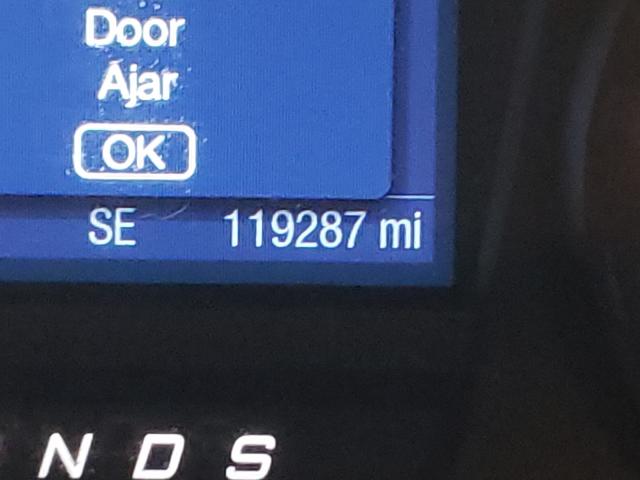 Door
Ajar
OK
SE 119287 mi
N D S